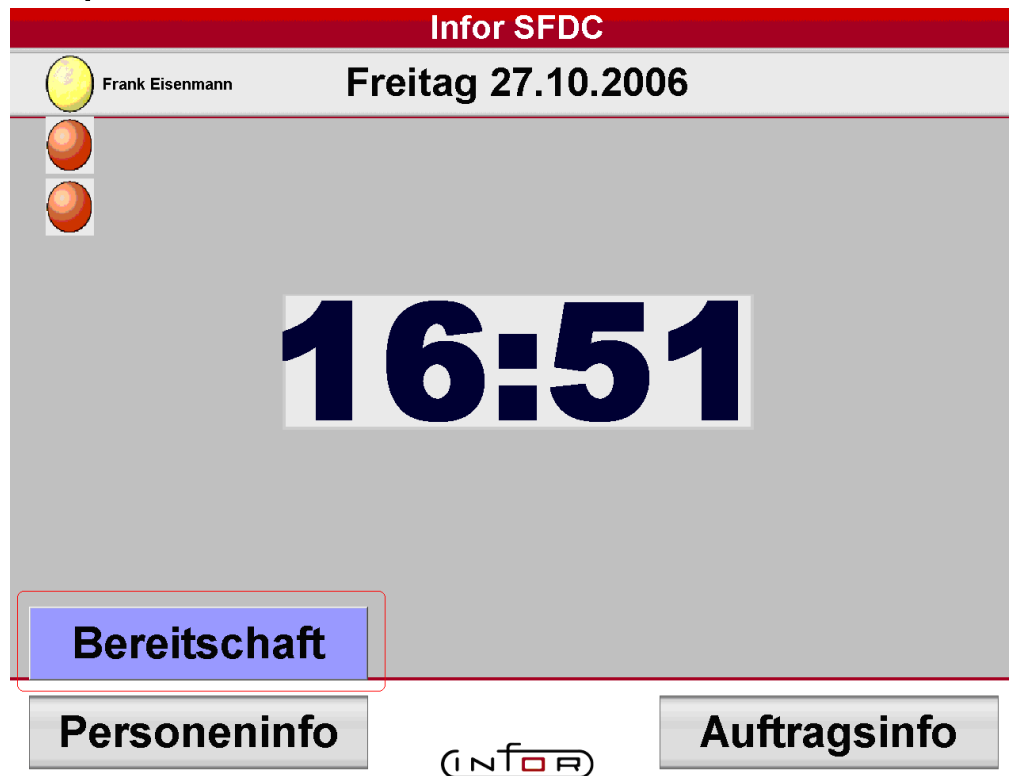 Infor SFDC
Frank Eisenmann
Freitag 27.10.2006
16:51
Bereitschaft
Personeninfo
Auftragsinfo
INFOR